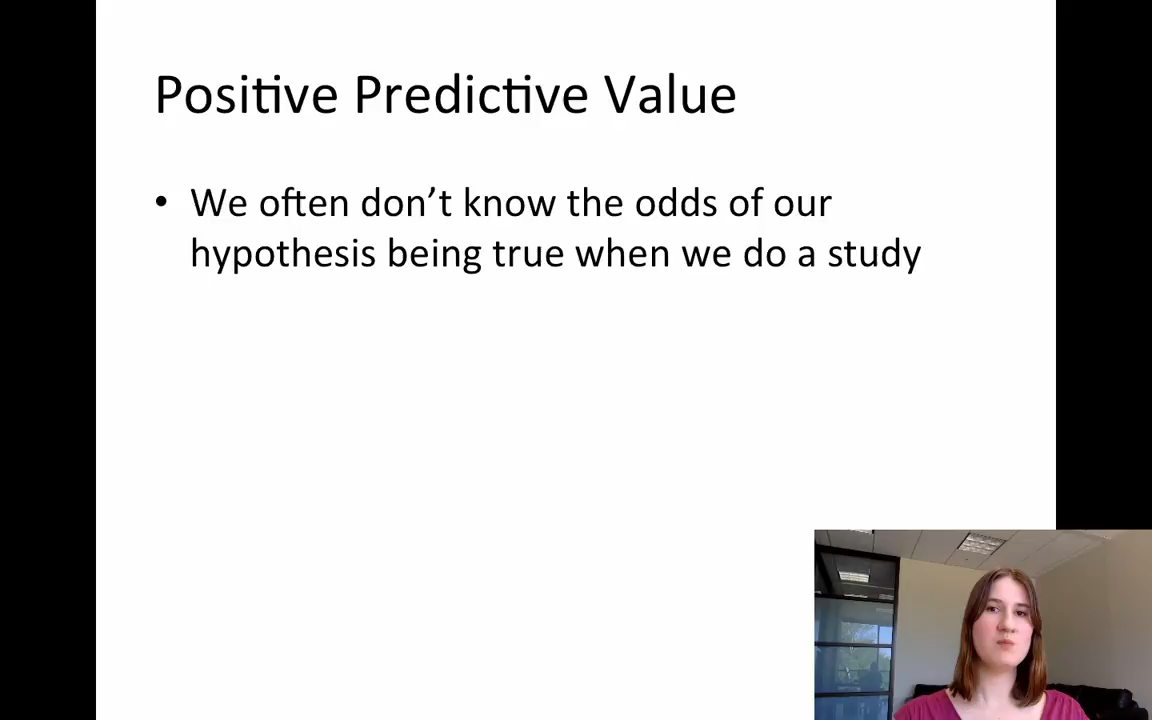 Positive Predictive Value
• We often don’t know the odds of our
hypothesis being true when we do a study